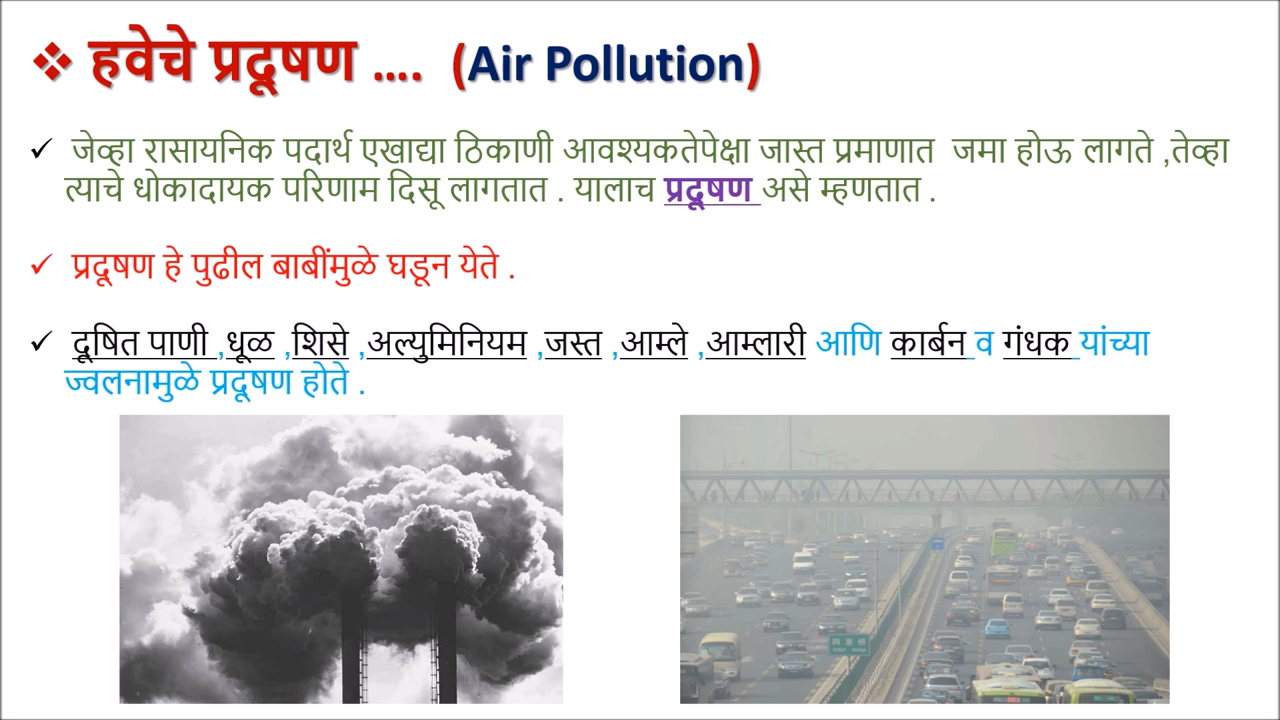 ❖ हवेचे प्रदूषण .... (Air Pollution)
✓ जेव्हा रासायनिक पदार्थ एखाद्या ठिकाणी आवश्यकतेपेक्षा जास्त प्रमाणात जमा होऊ लागते ,तेव्हा
त्याचे धोकादायक परिणाम दिसू लागतात . यालाच प्रदूषण असे म्हणतात .
✓ प्रदूषण हे पुढील बाबींमुळे घडून येते .
✓ दूषित पाणी ,धूळ ,शिसे ,अल्युमिनियम ,जस्त ,आम्ले ,आम्लारी आणि कार्बन व गंधक यांच्या
ज्वलनामुळे प्रदूषण होते .